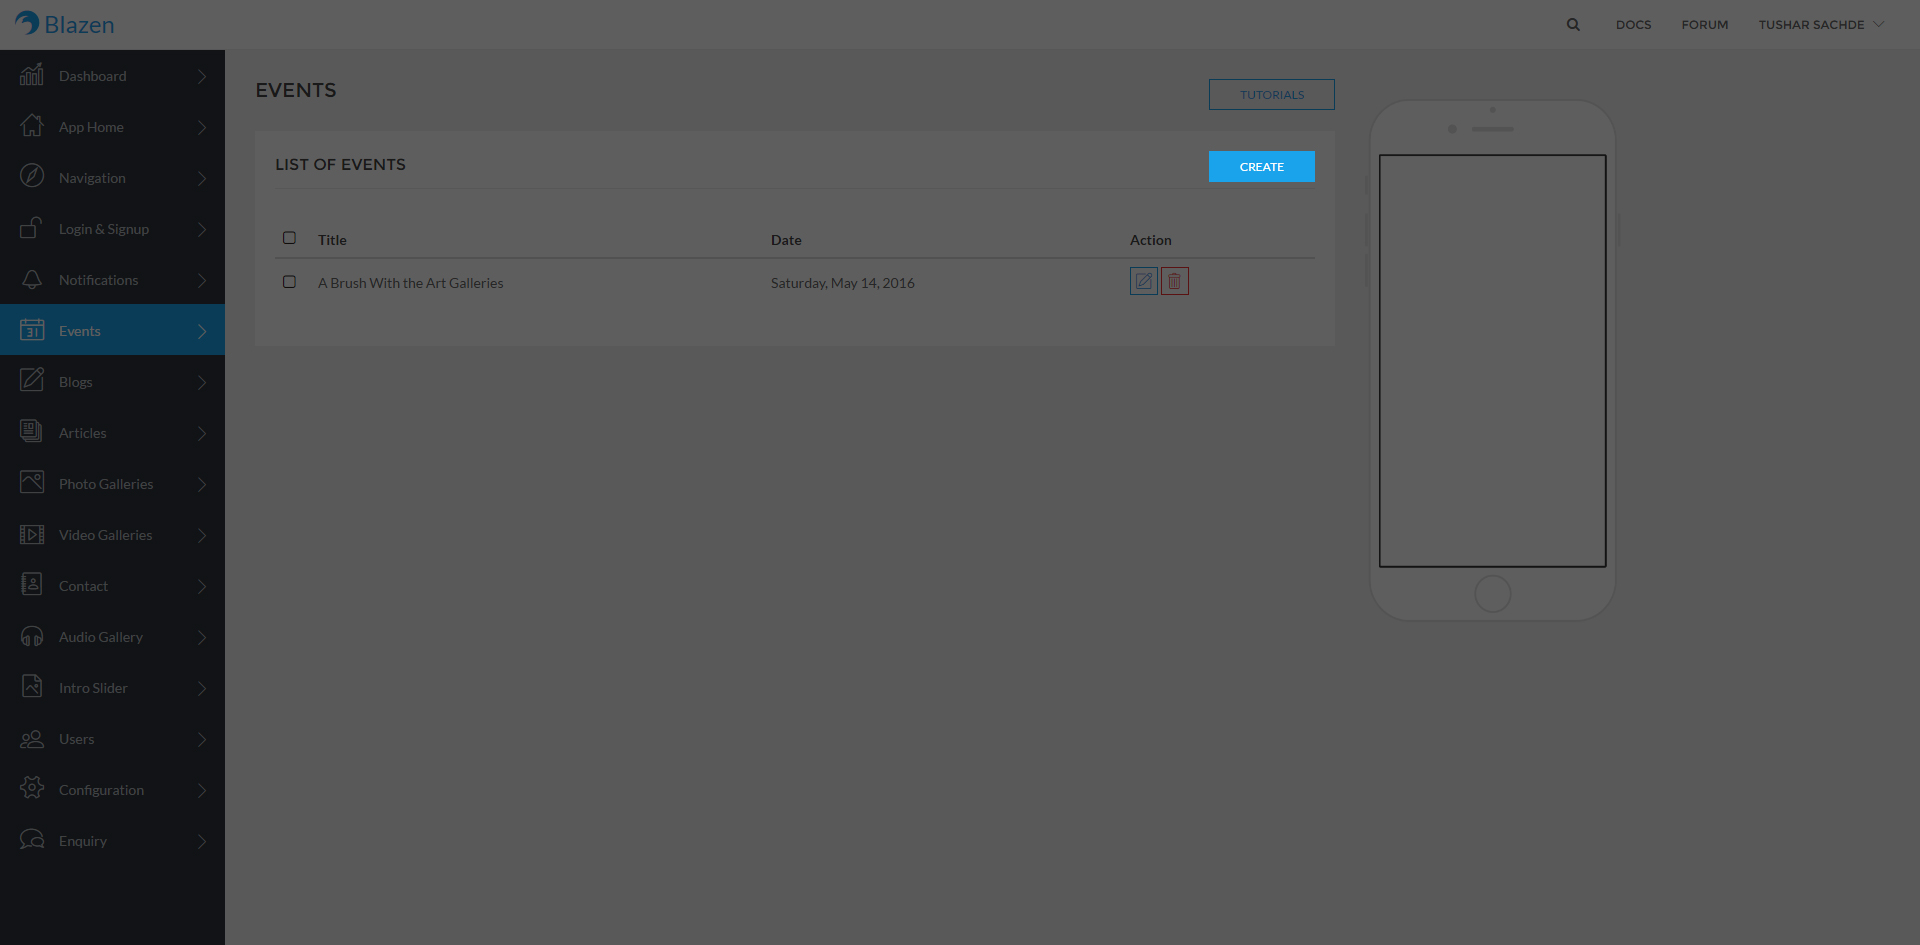 Blazen
DOCS FORUM TUSHAR SACHDE
Dashboard
App Home
Navigation
Login & Signup
Notifications
31 Events
Blogs
Articles
Photo Galleries
Video Galleries
Contact
Audio Gallery
Intro Slider
Users
Configuration
Enquiry
EVENTS
TUTORIALS
LIST OF EVENTS
CREATE
Title Date Action
A Brush With the Art Galleries Saturday, May 14, 2016